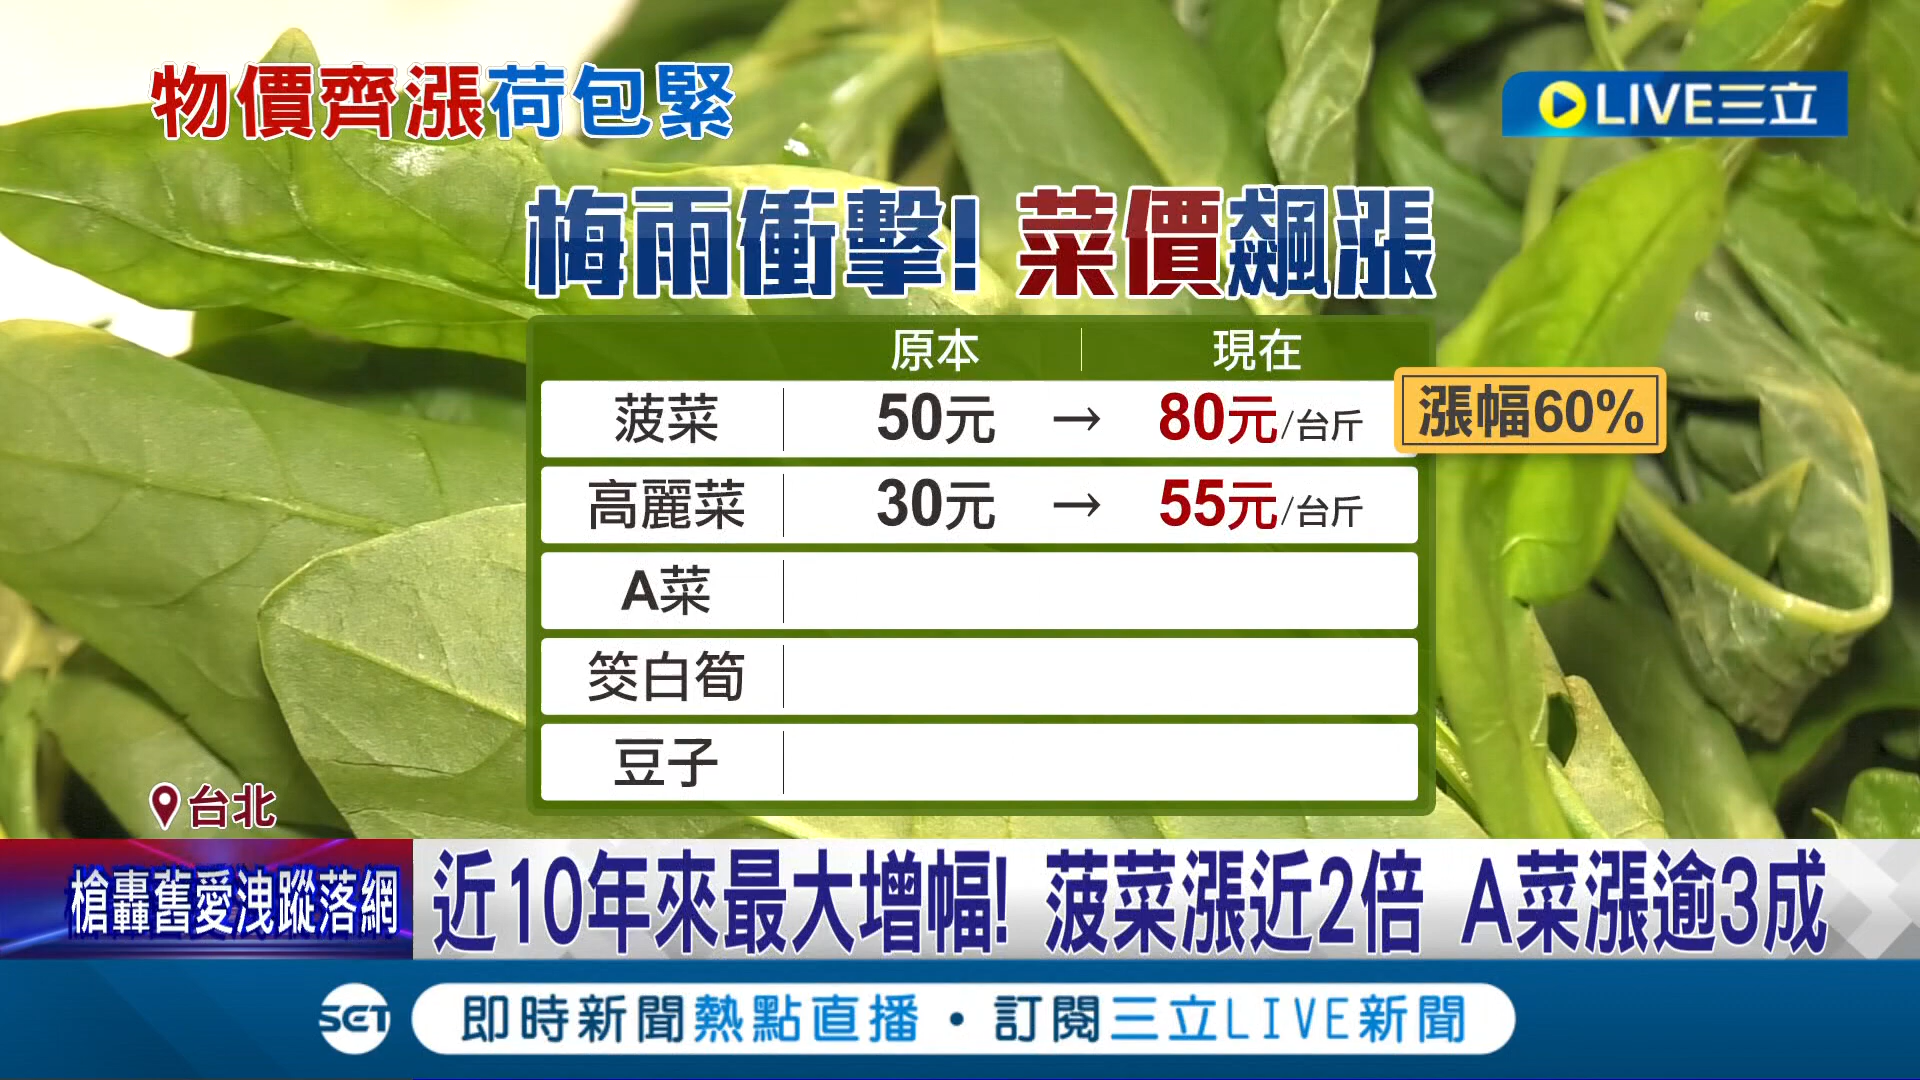 物價齊漲荷包緊
LIVE三立
梅雨衝擊! 菜價飆漲
原本 現在
菠菜 50元 → 80元/台斤 漲幅60%
高麗菜 30元 → 55元/台斤
A菜
筊白筍
豆子
台北
槍轟舊愛洩蹤落網
近10年來最大增幅! 菠菜漲近2倍 A菜漲逾3成
SET 即時新聞熱點直播・訂閱三立LIVE新聞